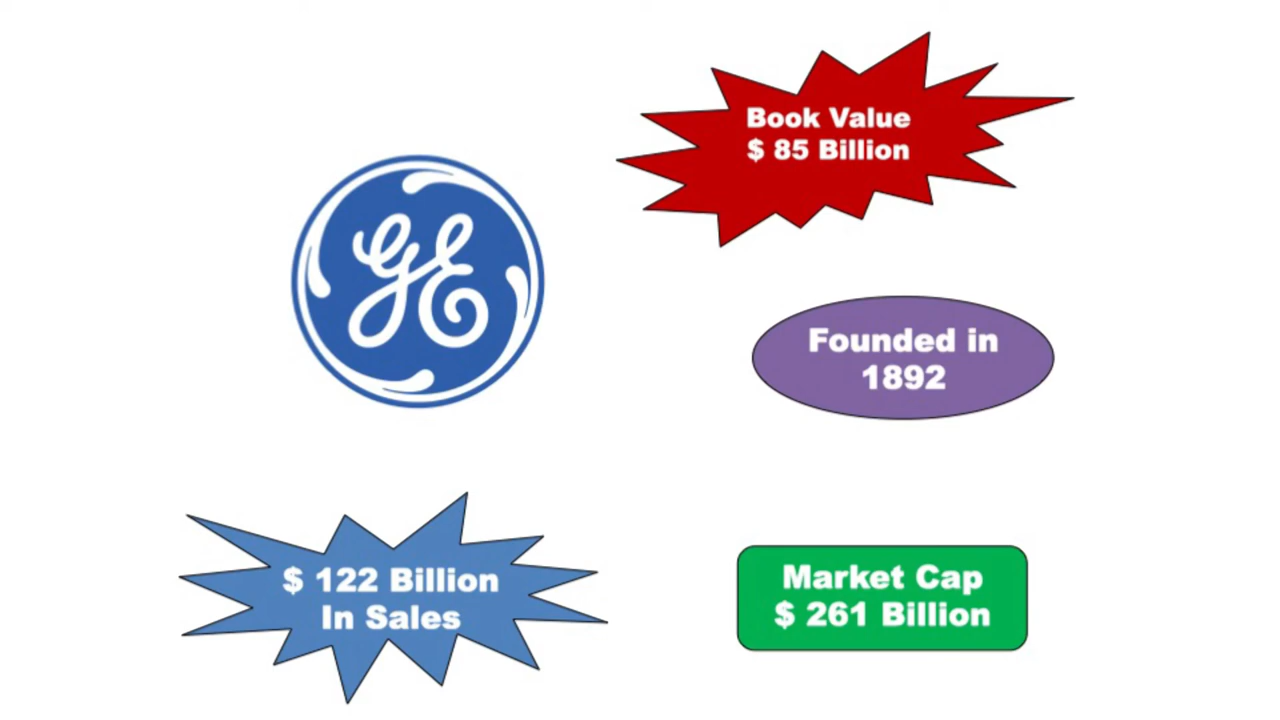 Book Value
$ 85 Billion
GE
Founded in
1892
$ 122 Billion
In Sales
Market Cap
$ 261 Billion